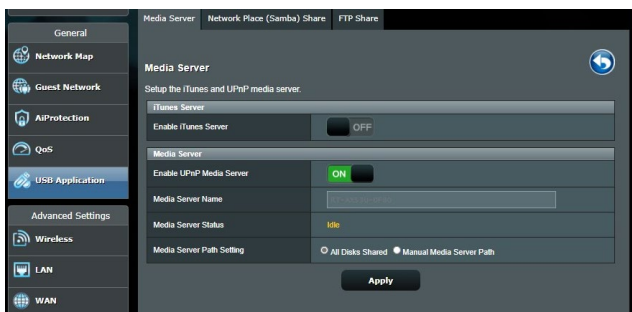 Media Server Network Place (Samba) Share FTP Share
General
Network Map
Guest Network
AiProtection
QoS
USB Application
Advanced Settings
Wireless
LAN
WAN
Media Server
Setup the iTunes and UPnP media server.
iTunes Server
Enable iTunes Server OFF
Media Server
Enable UPnP Media Server ON
Media Server Name
Media Server Status Idle
Media Server Path Setting All Disks Shared Manual Media Server Path
Apply